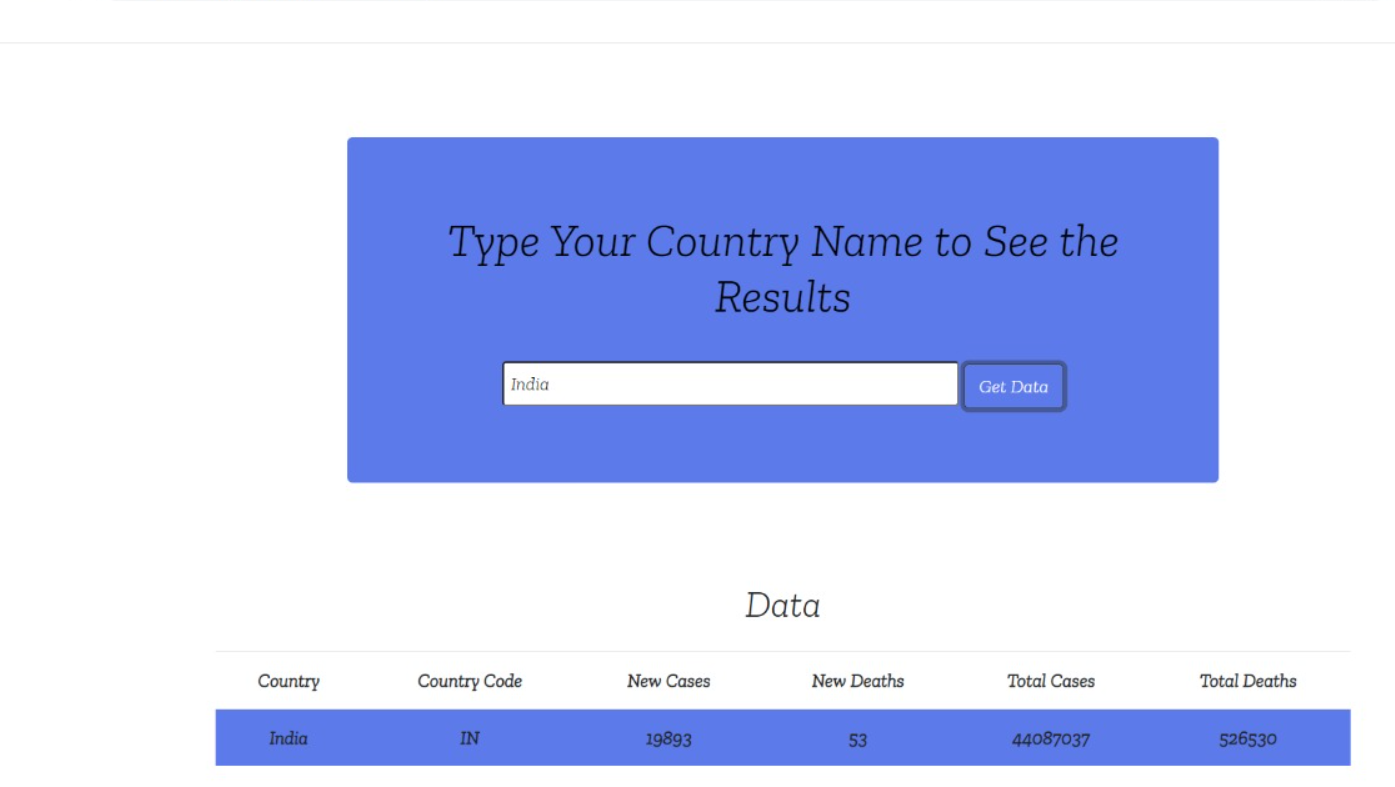 Type Your Country Name to See the
Results
India
Get Data
Data
Country Country Code New Cases New Deaths Total Cases Total Deaths
India IN 19893 53 44087037 526530